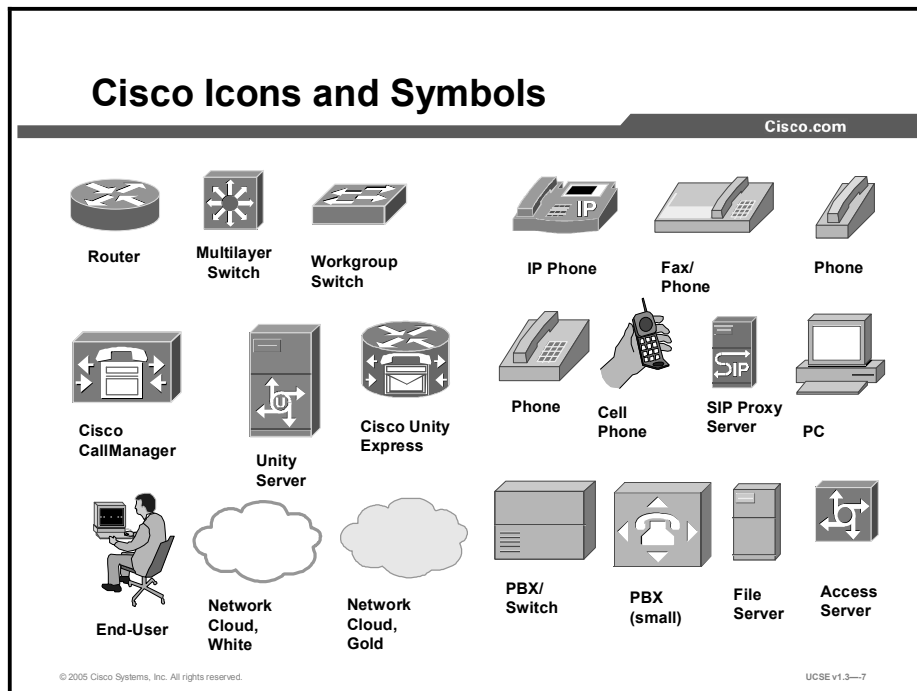 Cisco Icons and Symbols
Cisco.com
Router
Multilayer
Switch
Workgroup
Switch
IP
IP Phone
Fax/
Phone
Phone
Cisco
CallManager
U
Unity
Server
Cisco Unity
Express
Phone
Cell
Phone
SIP
SIP Proxy
Server
PC
End-User
Network
Cloud,
White
Network
Cloud,
Gold
PBX/
Switch
PBX
(small)
File
Server
Access
Server
© 2005 Cisco Systems, Inc. All rights reserved.
UCSE v1.3—-7